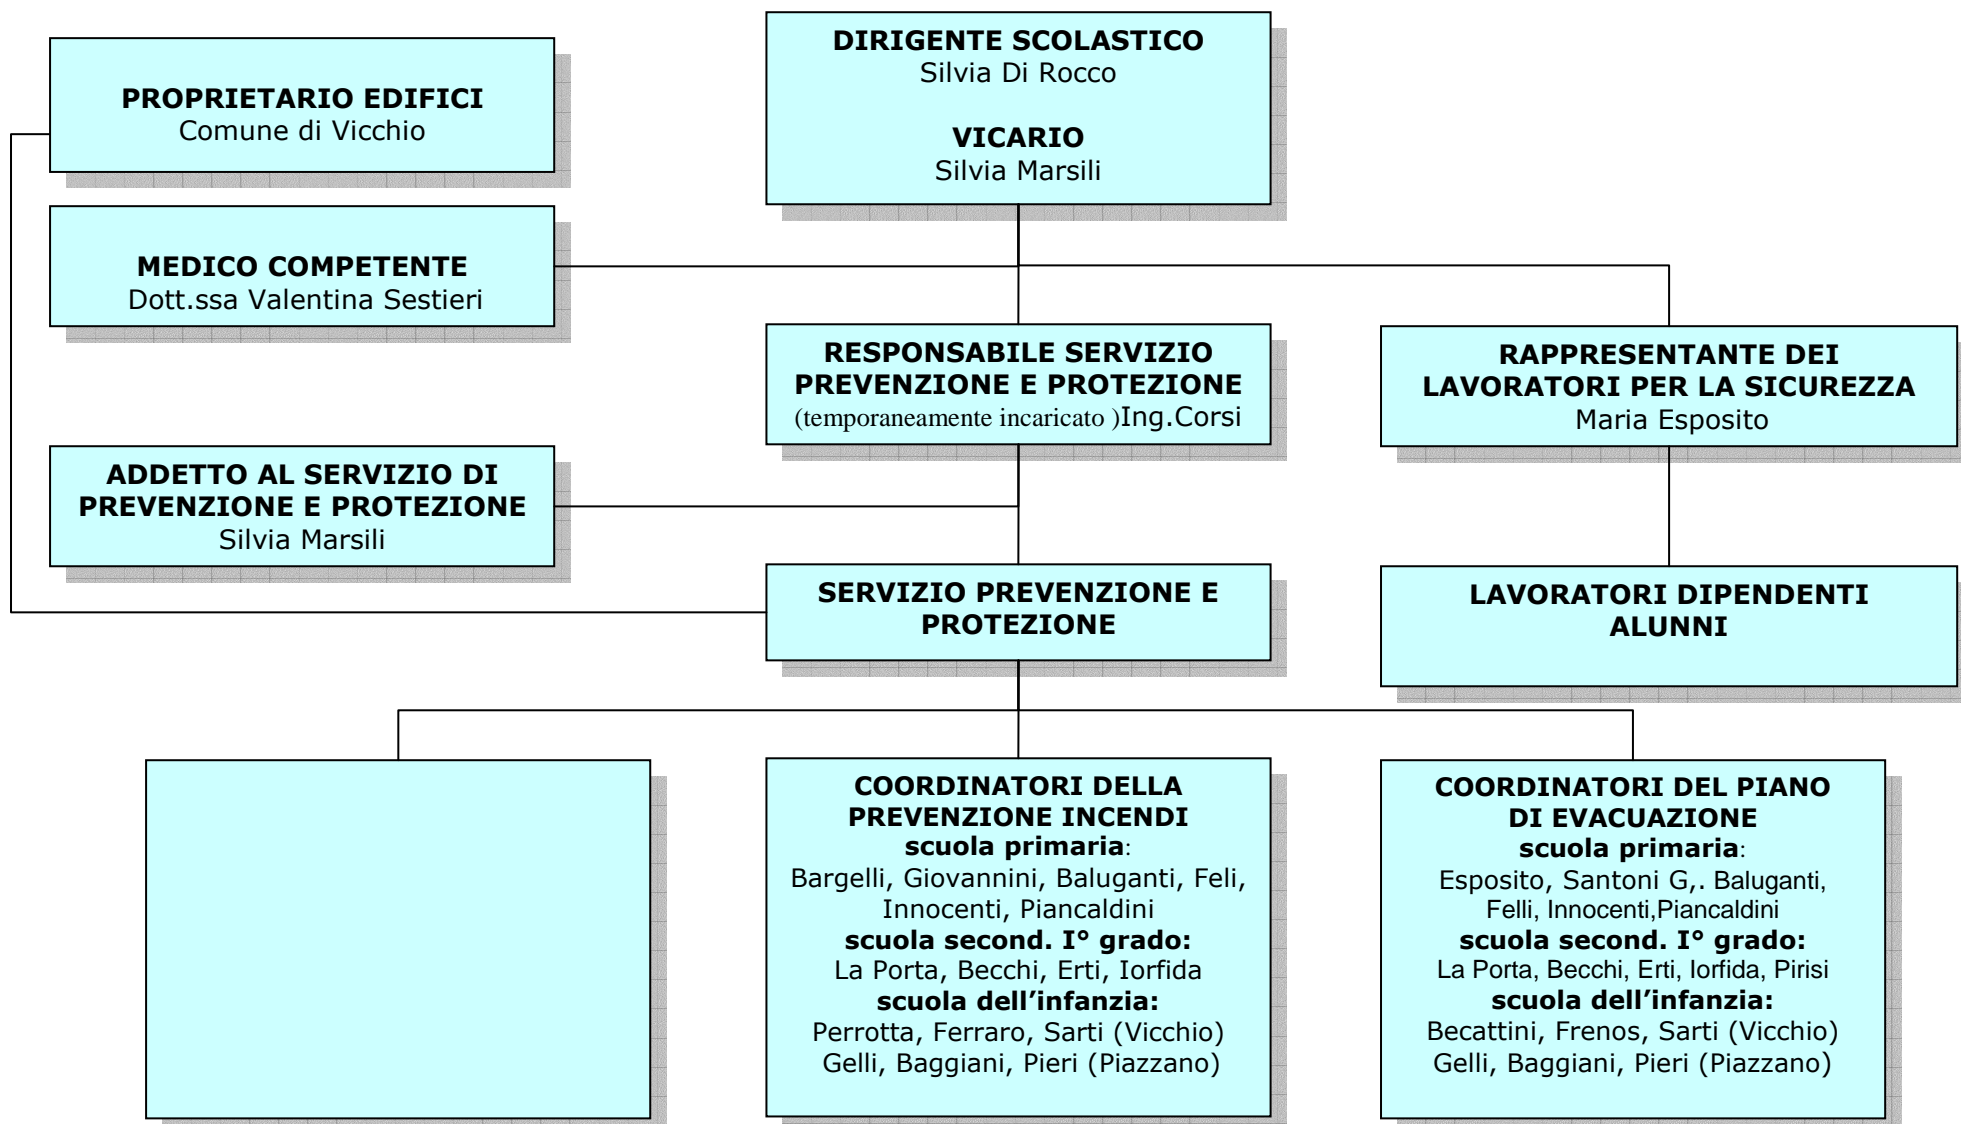 DIRIGENTE SCOLASTICO
Silvia Di Rocco
VICARIO
Silvia Marsili
PROPRIETARIO EDIFICI
Comune di Vicchio
MEDICO COMPETENTE
Dott.ssa Valentina Sestieri
RESPONSABILE SERVIZIO
PREVENZIONE E PROTEZIONE
(temporaneamente incaricato )Ing.Corsi
RAPPRESENTANTE DEI
LAVORATORI PER LA SICUREZZA
Maria Esposito
ADDETTO AL SERVIZIO DI
PREVENZIONE E PROTEZIONE
Silvia Marsili
SERVIZIO PREVENZIONE E
PROTEZIONE
LAVORATORI DIPENDENTI
ALUNNI
COORDINATORI DELLA
PREVENZIONE INCENDI
scuola primaria:
Bargelli, Giovannini, Baluganti, Feli,
Innocenti, Piancaldini
scuola second. I° grado:
La Porta, Becchi, Erti, Iorfida
scuola dell’infanzia:
Perrotta, Ferraro, Sarti (Vicchio)
Gelli, Baggiani, Pieri (Piazzano)
COORDINATORI DEL PIANO
DI EVACUAZIONE
scuola primaria:
Esposito, Santoni G,. Baluganti,
Felli, Innocenti,Piancaldini
scuola second. I° grado:
La Porta, Becchi, Erti, Iorfida, Pirisi
scuola dell’infanzia:
Becattini, Frenos, Sarti (Vicchio)
Gelli, Baggiani, Pieri (Piazzano)